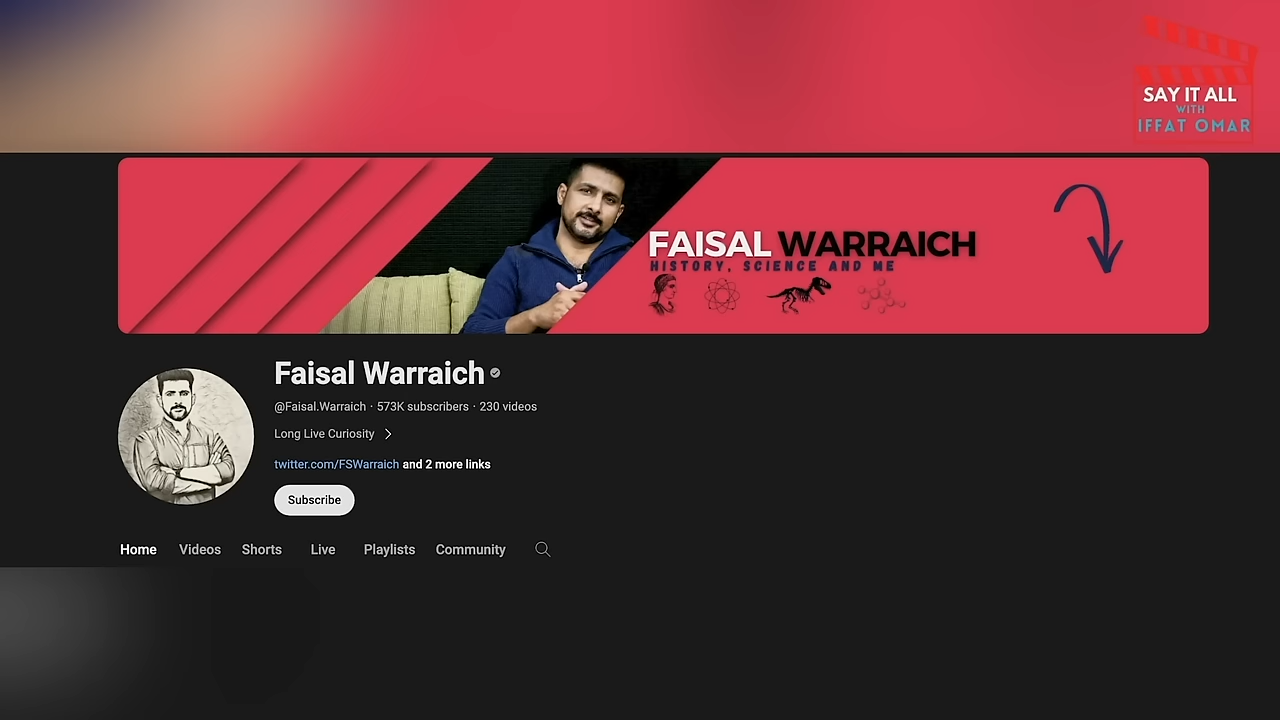 SAY IT ALL
WITH
IFFAT OMAR
FAISAL WARRAICH
HISTORY, SCIENCE AND ME
Faisal Warraich
@Faisal.Warraich · 573K subscribers · 230 videos
Long Live Curiosity
twitter.com/FSWarraich and 2 more links
Subscribe
Home Videos Shorts Live Playlists Community